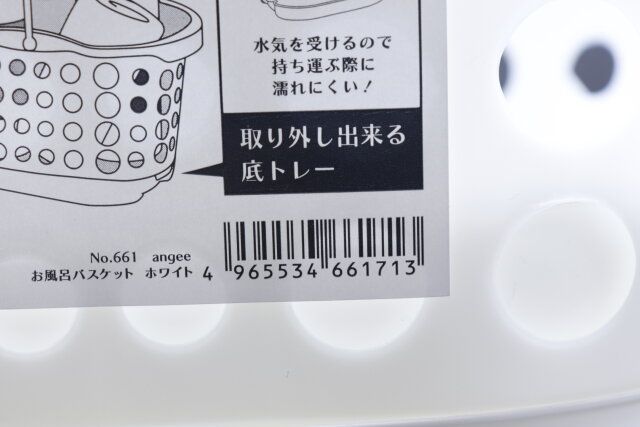 水気を受けるので
持ち運ぶ際に
濡れにくい！
取り外し出来る
底トレー
No.661 angee
お風呂バスケット ホワイト
4 965534 661713